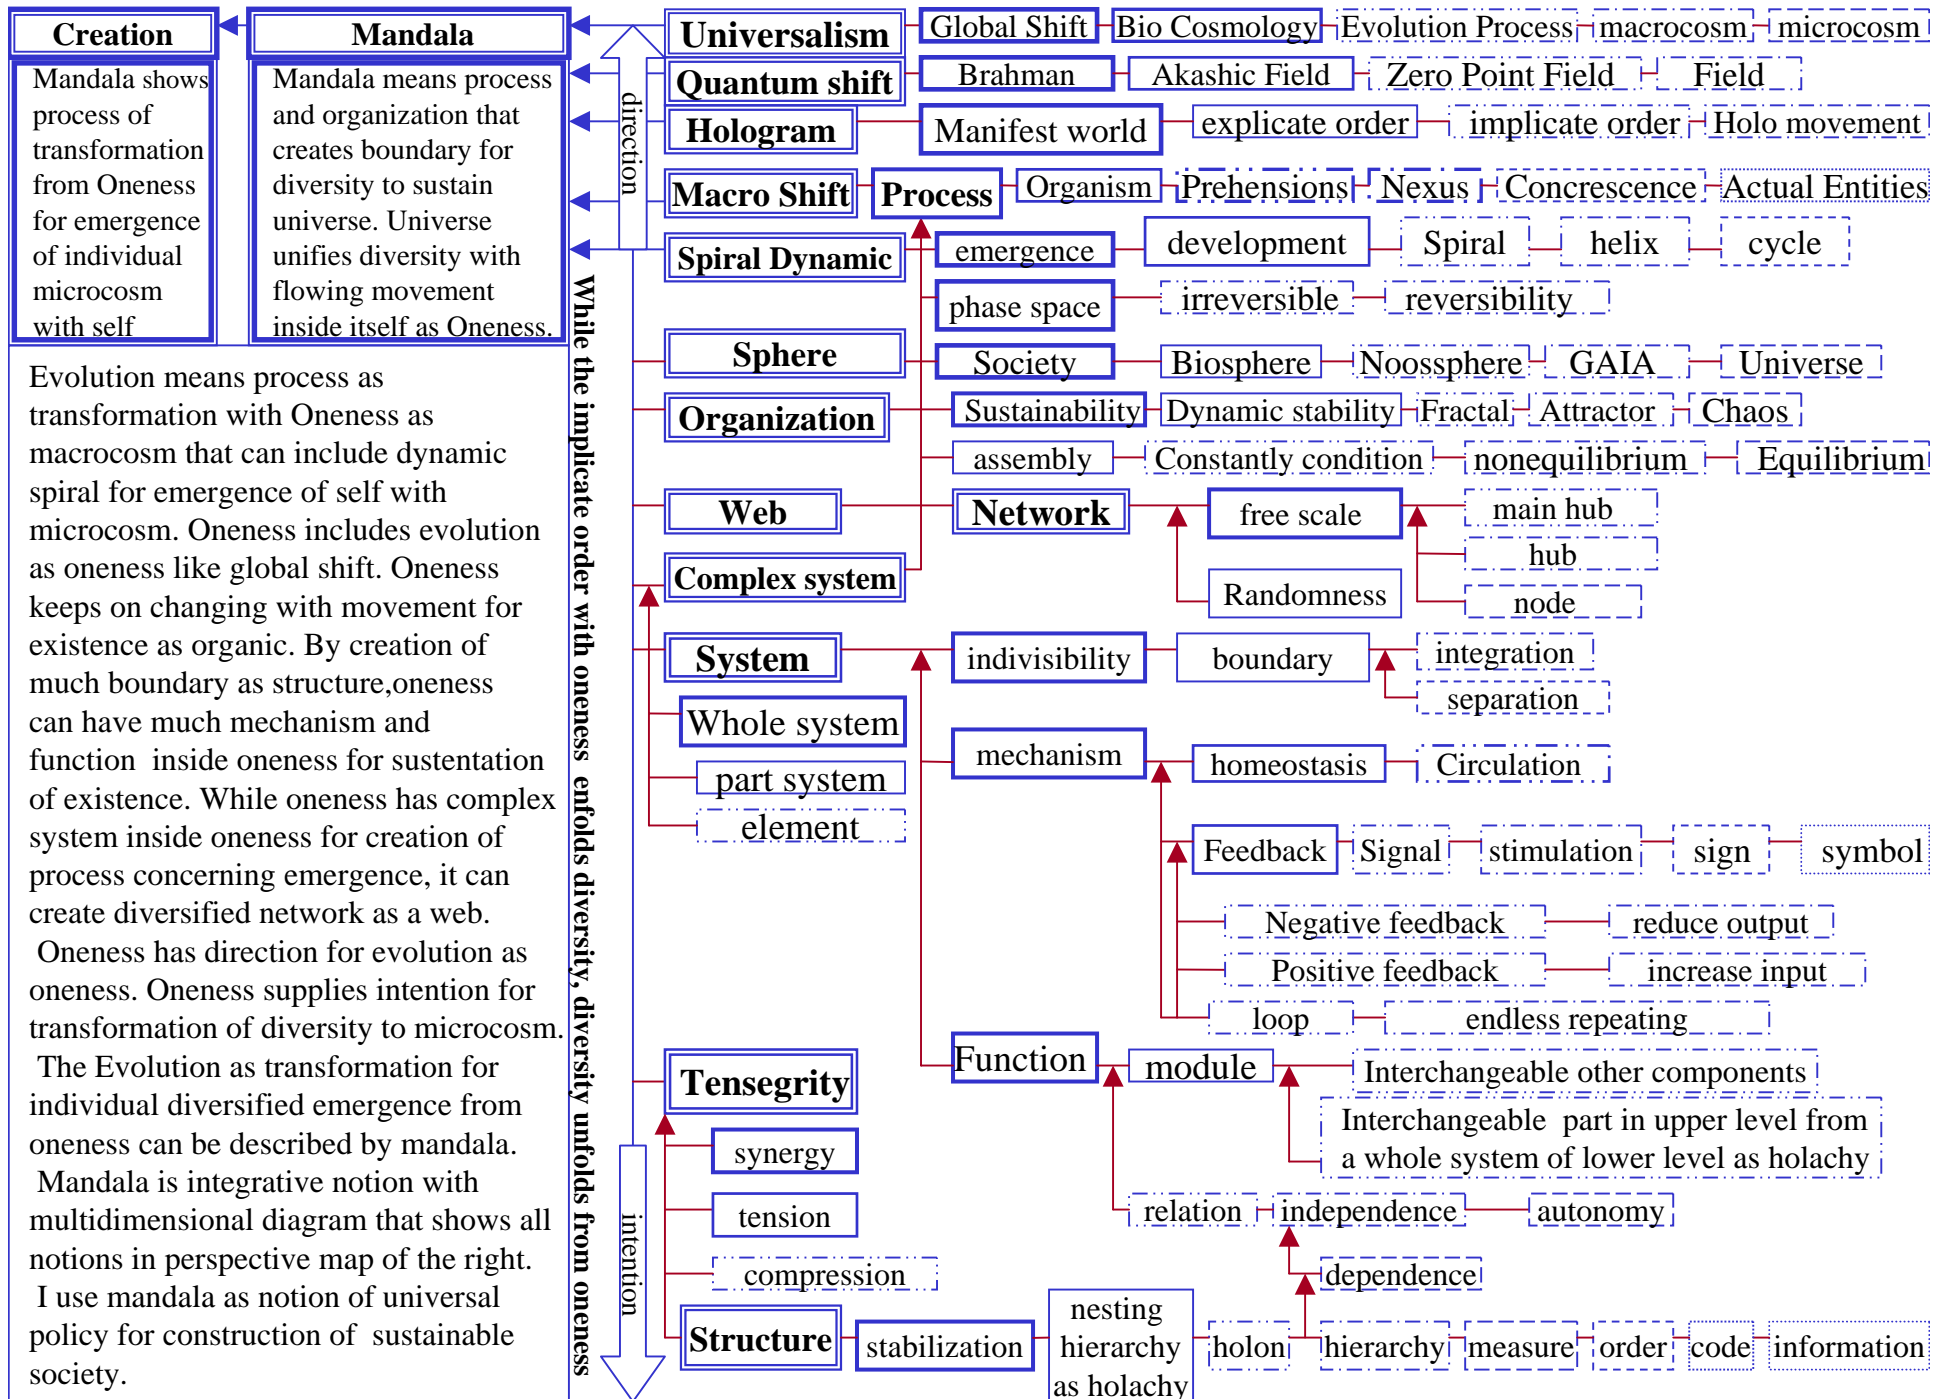 Creation
Mandala shows
process of
transformation
from Oneness
for emergence
of individual
microcosm
with self
Mandala
Mandala means process
and organization that
creates boundary for
diversity to sustain
universe. Universe
unifies diversity with
flowing movement
inside itself as Oneness.
Evolution means process as
transformation with Oneness as
macrocosm that can include dynamic
spiral for emergence of self with
microcosm. Oneness includes evolution
as oneness like global shift. Oneness
keeps on changing with movement for
existence as organic. By creation of
much boundary as structure,oneness
can have much mechanism and
function inside oneness for sustentation
of existence. While oneness has complex
system inside oneness for creation of
process concerning emergence, it can
create diversified network as a web.
Oneness has direction for evolution as
oneness. Oneness supplies intention for
transformation of diversity to microcosm.
The Evolution as transformation for
individual diversified emergence from
oneness can be described by mandala.
Mandala is integrative notion with
multidimensional diagram that shows all
notions in perspective map of the right.
I use mandala as notion of universal
policy for construction of sustainable
society.
While the implicate order with oneness enfolds diversity, diversity unfolds from oneness
direction
intention
Universalism
Global Shift
Bio Cosmology
Evolution Process
macrocosm
microcosm
Quantum shift
Brahman
Akashic Field
Zero Point Field
Field
Hologram
Manifest world
explicate order
implicate order
Holo movement
Macro Shift
Process
Organism
Prehensions
Nexus
Concrescence
Actual Entities
Spiral Dynamic
emergence
development
Spiral
helix
cycle
phase space
irreversible
reversibility
Sphere
Society
Biosphere
Noossphere
GAIA
Universe
Organization
Sustainability
Dynamic stability
Fractal
Attractor
Chaos
assembly
Constantly condition
nonequilibrium
Equilibrium
Web
Network
free scale
main hub
hub
node
Randomness
Complex system
System
indivisibility
boundary
integration
separation
Whole system
part system
element
mechanism
homeostasis
Circulation
Feedback
Signal
stimulation
sign
symbol
Negative feedback
reduce output
Positive feedback
increase input
loop
endless repeating
Function
module
Interchangeable other components
Interchangeable part in upper level from
a whole system of lower level as holachy
relation
independence
autonomy
dependence
Tensegrity
synergy
tension
compression
Structure
stabilization
nesting
hierarchy
as holachy
holon
hierarchy
measure
order
code
information